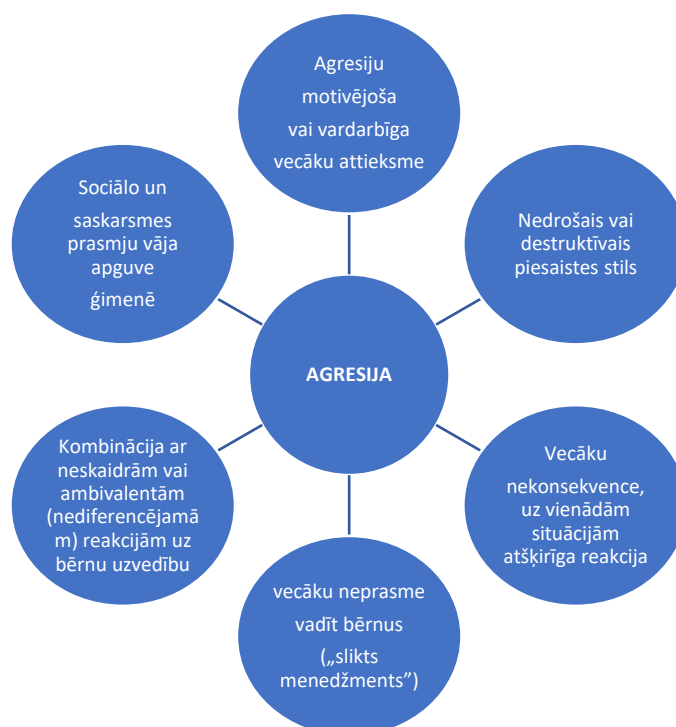 Agresiju
motivējoša
vai vardarbīga
vecāku attieksme
Nedrošais vai
destruktīvais
piesaistes stils
Vecāku
nekonsekvence,
uz vienādām
situācijām
atšķirīga reakcija
vecāku neprasme
vadīt bērnus
(„slikts
menedžments”)
Kombinācija ar
neskaidrām vai
ambivalentām
(nediferencējamā
m) reakcijām uz
bērnu uzvedību
Sociālo un
saskarsmes
prasmju vāja
apguve
ģimenē
AGRESIJA